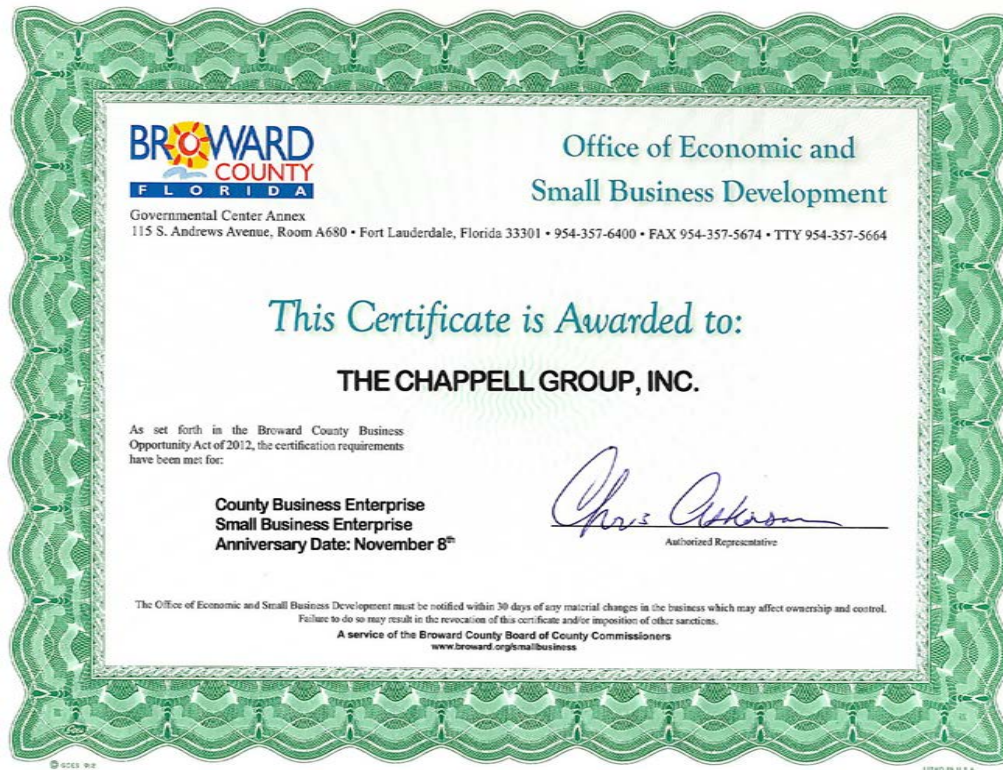 BROWARD
COUNTY
FLORIDA
Office of Economic and
Small Business Development
Governmental Center Annex
115 S. Andrews Avenue, Room A680 • Fort Lauderdale, Florida 33301 • 954-357-6400 • FAX 954-357-5674 • TTY 954-357-5664
This Certificate is Awarded to:
THE CHAPPELL GROUP, INC.
As set forth in the Broward County Business
Opportunity Act of 2012, the certification requirements
have been met for:
County Business Enterprise
Small Business Enterprise
Anniversary Date: November 8th
Chris
Authorized Representative
The Office of Economic and Small Business Development must be notified within 30 days of any material changes in the business which may affect ownership and control.
Failure to do so may result in the revocation of this certificate and/or imposition of other sanctions.
A service of the Broward County Board of County Commissioners
www.broward.org/smallbusiness